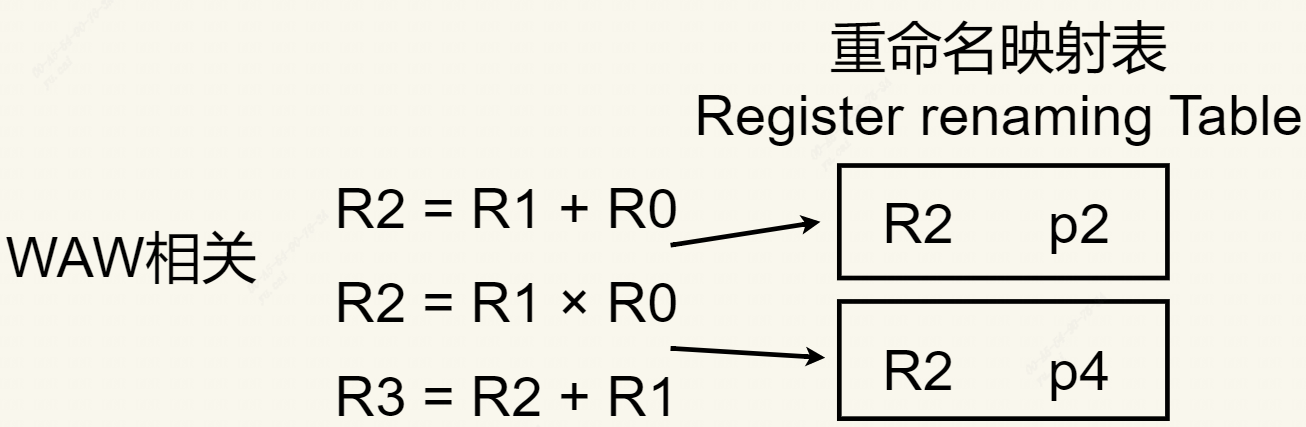 重命名映射表
Register renaming Table
WAW相关
R2 = R1 + R0
R2 = R1 × R0
R3 = R2 + R1
R2 p2
R2 p4